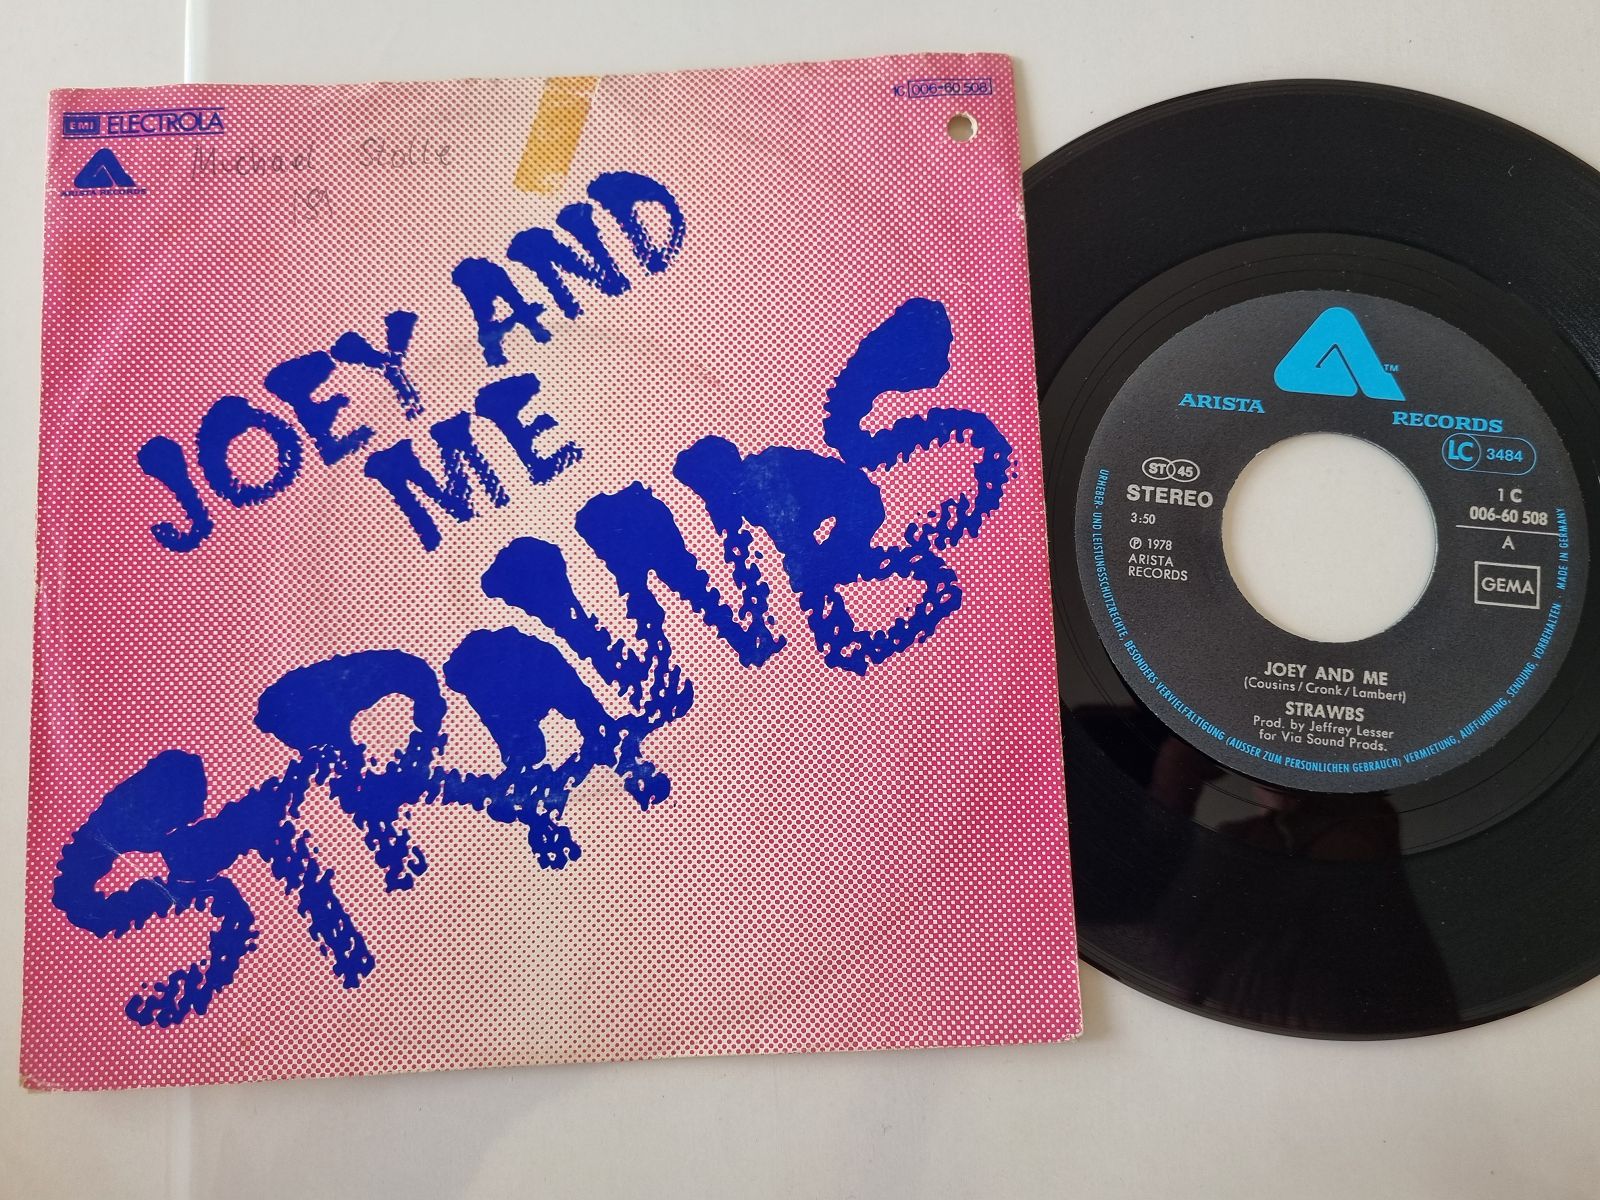 EMI ELECTROLA
1C 006-60 508
ARISTA RECORDS
Michael Stolle
JOEY AND
ME
STRAWBS
ARISTA RECORDS
TM
LC 3484
ST 45
STEREO
3:50
℗ 1978
ARISTA
RECORDS
1 C
006-60 508
A
GEMA
JOEY AND ME
(Cousins/Cronk/Lambert)
STRAWBS
Prod. by Jeffrey Lesser
for Via Sound Prods.
URHEBER- UND LEISTUNGSSCHUTZRECHTE, BESONDERS VERVIELFÄLTIGUNG (AUSSER ZUM PERSÖNLICHEN GEBRAUCH) VERMIETUNG, AUFFÜHRUNG, SENDUNG, VORBEHALTEN · MADE IN GERMANY